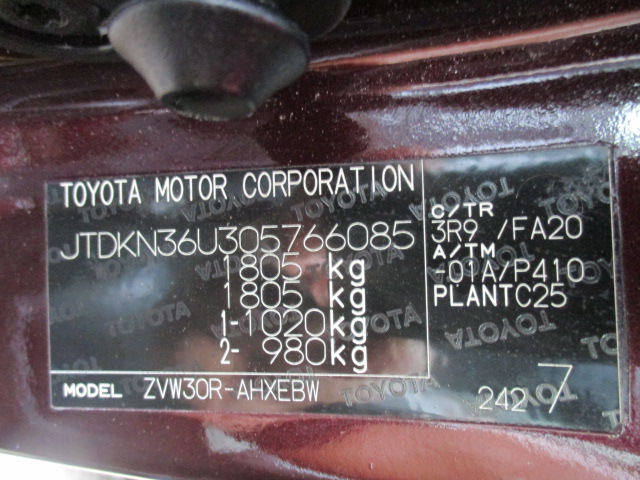 TOYOTA MOTOR CORPORATION
JTDKN36U305766085
1805 kg
1805 kg
1-1020kg
2- 980kg
MODEL ZVW30R-AHXEBW
C/TR
3R9 /FA20
A/TM
-01A/P410
PLANTC25
2427